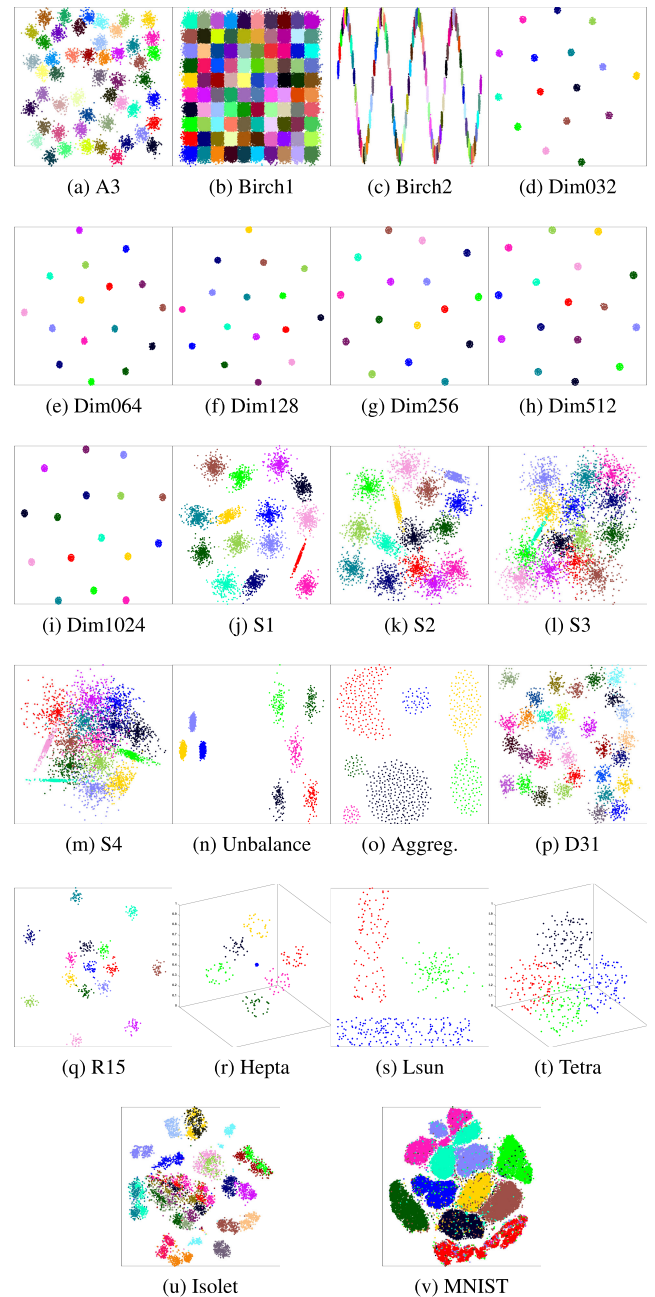 (a) A3 (b) Birch1 (c) Birch2 (d) Dim032
(e) Dim064 (f) Dim128 (g) Dim256 (h) Dim512
(i) Dim1024 (j) S1 (k) S2 (l) S3
(m) S4 (n) Unbalance (o) Aggreg. (p) D31
(q) R15 (r) Hepta (s) Lsun (t) Tetra
(u) Isolet (v) MNIST